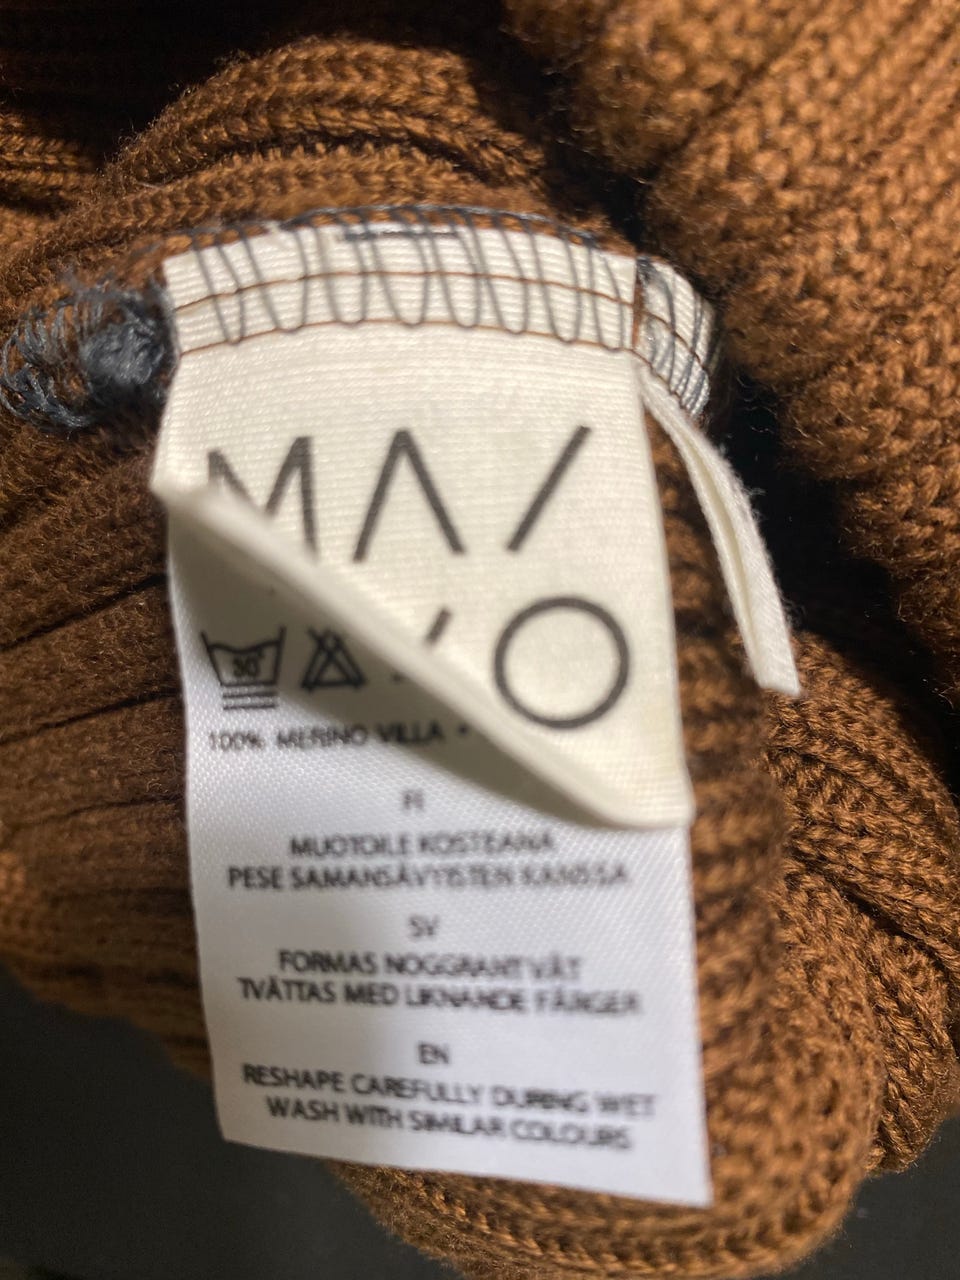 MA/
O
30°
100% MERINO VILLA •
FI
MUOTOILE KOSTEANA
PESE SAMANSÄVYISTEN KANSSA
SV
FORMAS NOGGRANT VÅT
TVÄTTAS MED LIKNANDE FÄRGER
EN
RESHAPE CAREFULLY DURING WET
WASH WITH SIMILAR COLOURS